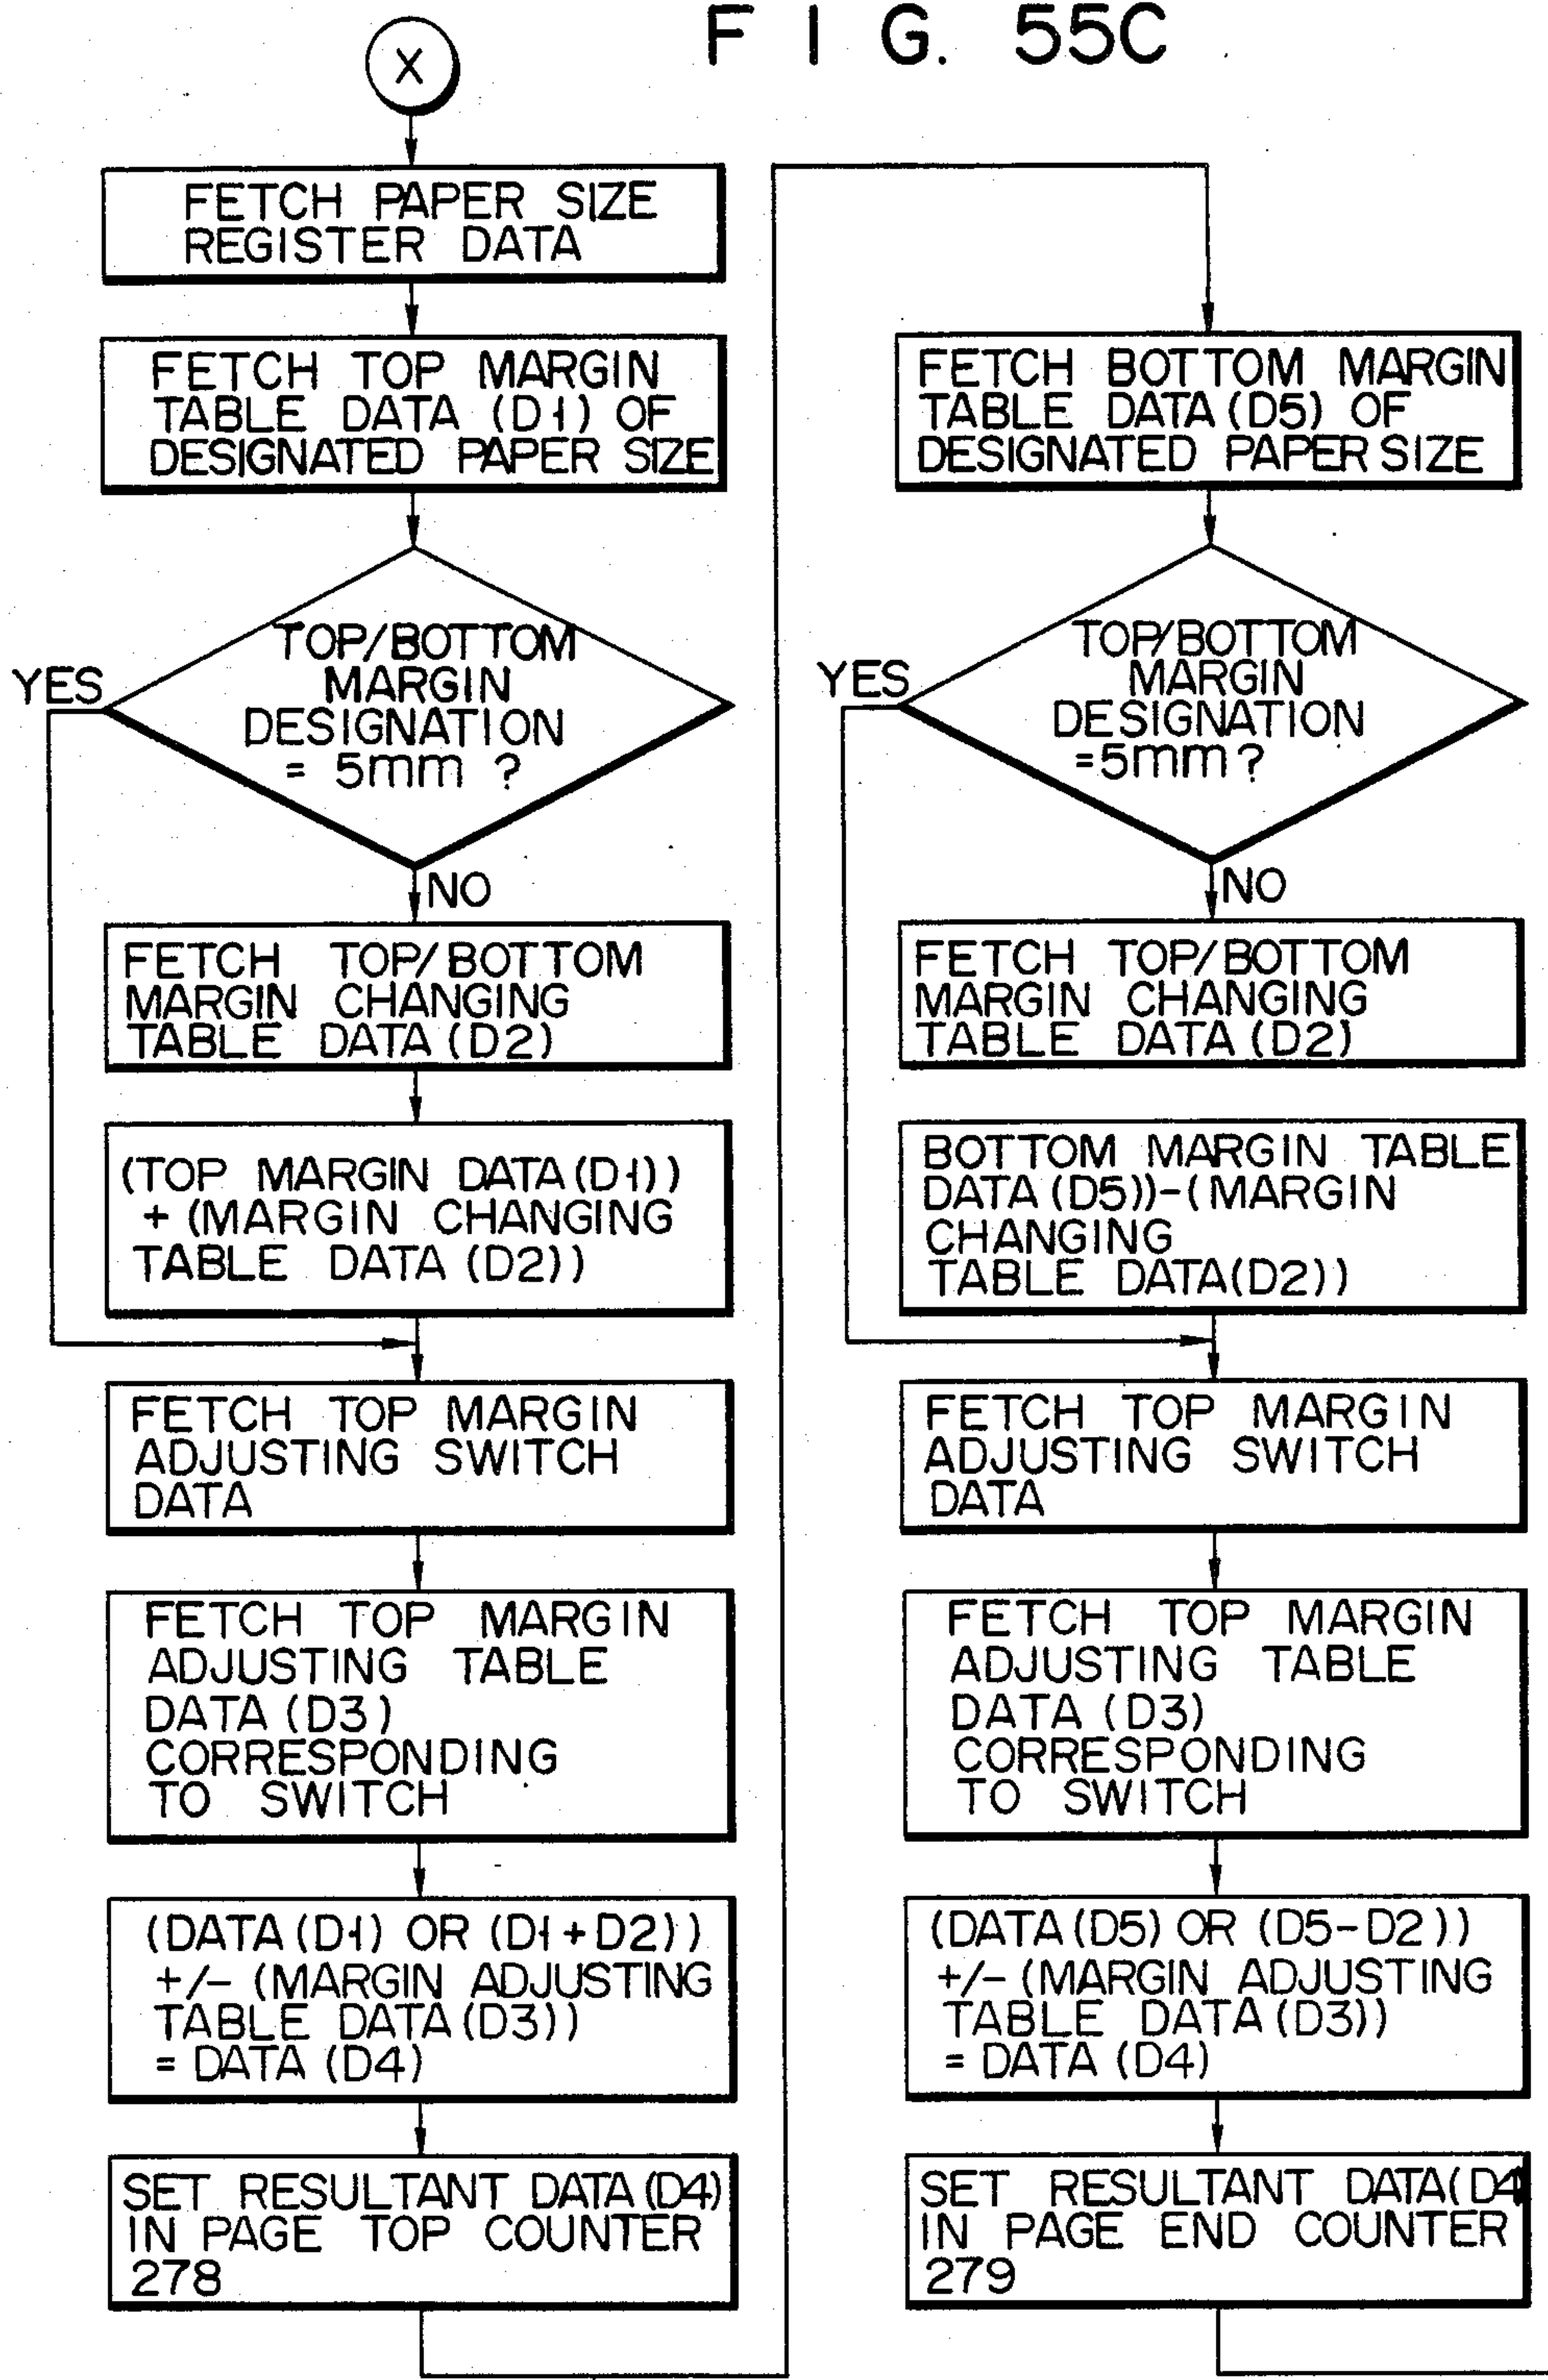 F I G. 55C
X
FETCH PAPER SIZE
REGISTER DATA
FETCH TOP MARGIN
TABLE DATA (D1) OF
DESIGNATED PAPER SIZE
TOP/BOTTOM
MARGIN
DESIGNATION
= 5mm ?
YES
NO
FETCH TOP/BOTTOM
MARGIN CHANGING
TABLE DATA (D2)
(TOP MARGIN DATA (D1))
+ (MARGIN CHANGING
TABLE DATA (D2))
FETCH TOP MARGIN
ADJUSTING SWITCH
DATA
FETCH TOP MARGIN
ADJUSTING TABLE
DATA (D3)
CORRESPONDING
TO SWITCH
(DATA (D1) OR (D1+D2))
+/- (MARGIN ADJUSTING
TABLE DATA (D3))
= DATA (D4)
SET RESULTANT DATA (D4)
IN PAGE TOP COUNTER
278
FETCH BOTTOM MARGIN
TABLE DATA (D5) OF
DESIGNATED PAPER SIZE
TOP/BOTTOM
MARGIN
DESIGNATION
=5mm ?
YES
NO
FETCH TOP/BOTTOM
MARGIN CHANGING
TABLE DATA (D2)
BOTTOM MARGIN TABLE
DATA (D5))-(MARGIN
CHANGING
TABLE DATA(D2))
FETCH TOP MARGIN
ADJUSTING SWITCH
DATA
FETCH TOP MARGIN
ADJUSTING TABLE
DATA (D3)
CORRESPONDING
TO SWITCH
(DATA (D5) OR (D5-D2))
+/- (MARGIN ADJUSTING
TABLE DATA (D3))
= DATA (D4)
SET RESULTANT DATA(D4
IN PAGE END COUNTER
279